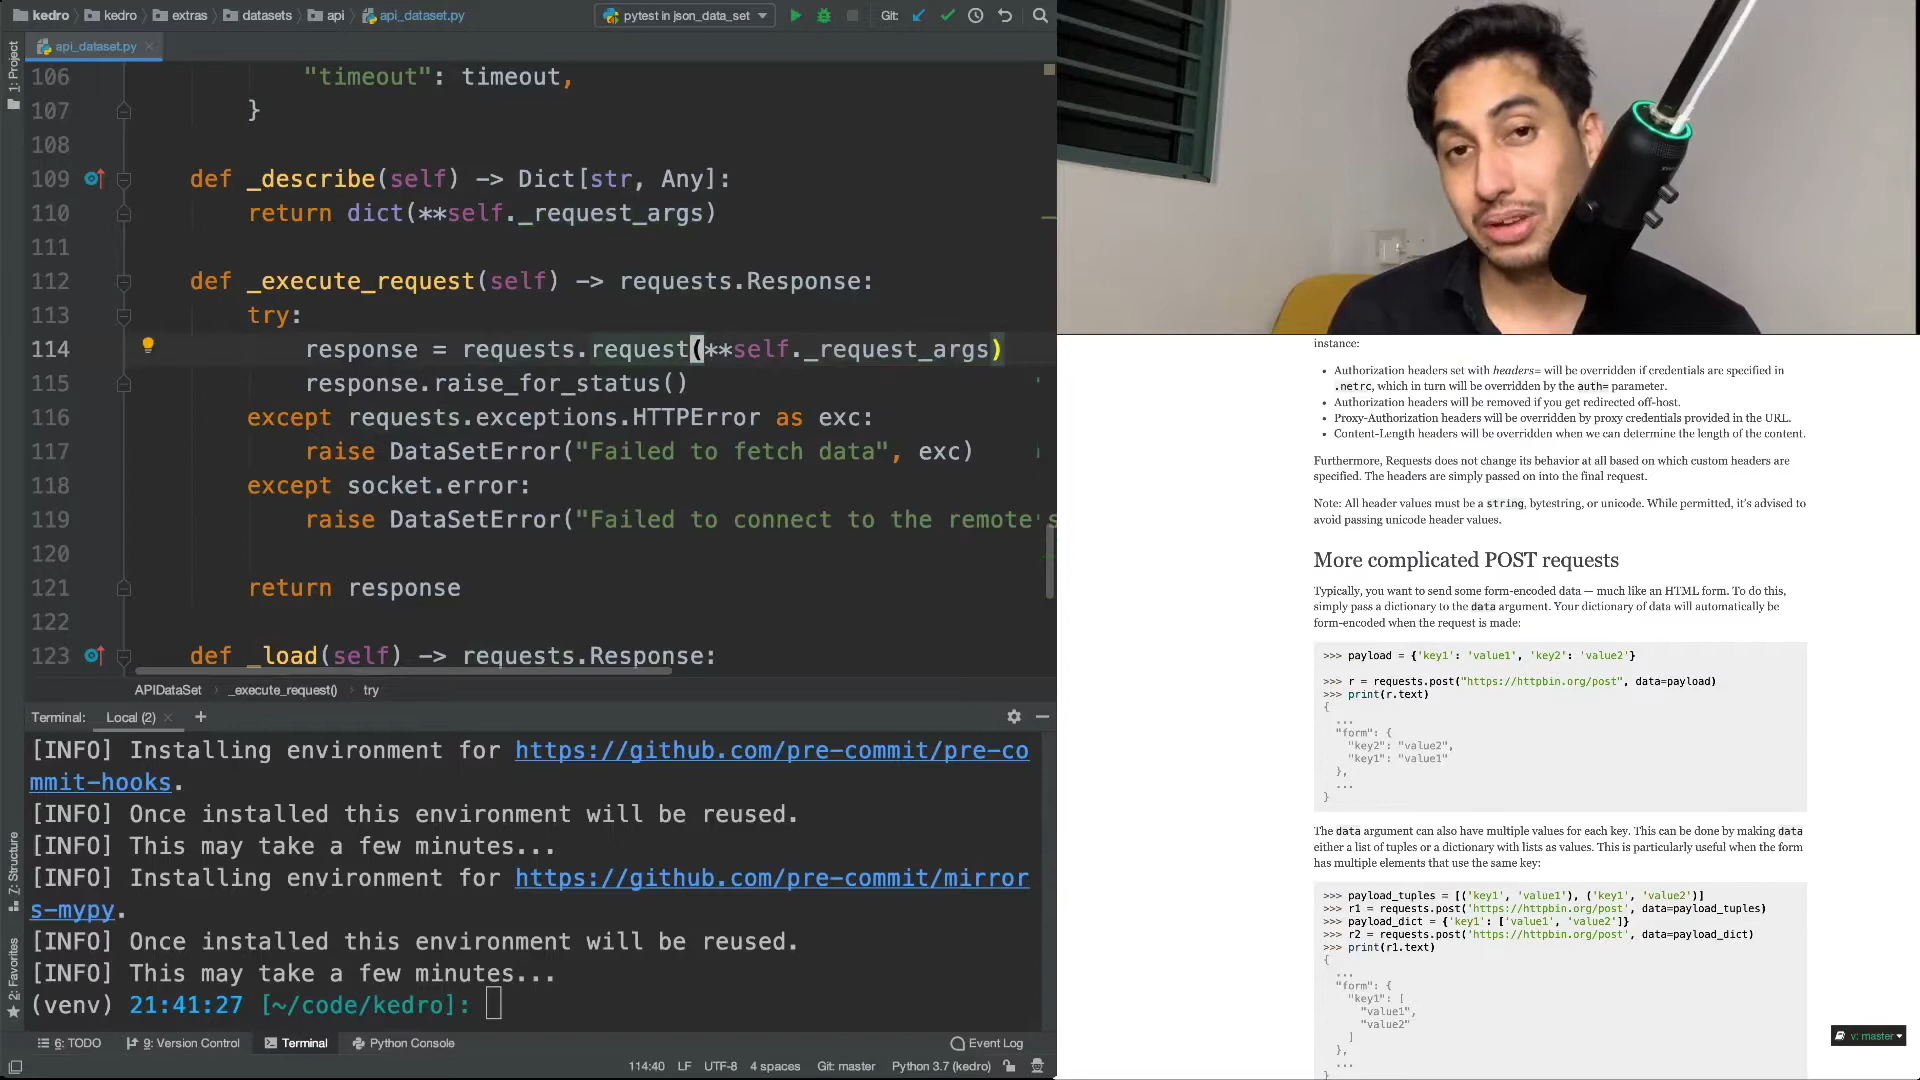 kedro kedro extras datasets api api_dataset.py pytest in json_data_set Git:
1: Project api_dataset.py
106 "timeout": timeout,
107 }
108
109 def _describe(self) -> Dict[str, Any]:
110 return dict(**self._request_args)
111
112 def _execute_request(self) -> requests.Response:
113 try:
114 response = requests.request(**self._request_args)
115 response.raise_for_status()
116 except requests.exceptions.HTTPError as exc:
117 raise DataSetError("Failed to fetch data", exc)
118 except socket.error:
119 raise DataSetError("Failed to connect to the remote s
120
121 return response
122
123 def _load(self) -> requests.Response:
APIDataSet _execute_request() try
Terminal: Local (2) +
[INFO] Installing environment for https://github.com/pre-commit/pre-co
mmit-hooks.
[INFO] Once installed this environment will be reused.
[INFO] This may take a few minutes...
[INFO] Installing environment for https://github.com/pre-commit/mirror
s-mypy.
[INFO] Once installed this environment will be reused.
[INFO] This may take a few minutes...
(venv) 21:41:27 [~/code/kedro]:
7: Structure
2: Favorites
6: TODO 9: Version Control Terminal Python Console Event Log
114:40 LF UTF-8 4 spaces Git: master Python 3.7 (kedro)
instance:
• Authorization headers set with headers= will be overridden if credentials are specified in
.netrc, which in turn will be overridden by the auth= parameter.
• Authorization headers will be removed if you get redirected off-host.
• Proxy-Authorization headers will be overridden by proxy credentials provided in the URL.
• Content-Length headers will be overridden when we can determine the length of the content.
Furthermore, Requests does not change its behavior at all based on which custom headers are
specified. The headers are simply passed on into the final request.
Note: All header values must be a string, bytestring, or unicode. While permitted, it's advised to
avoid passing unicode header values.
More complicated POST requests
Typically, you want to send some form-encoded data — much like an HTML form. To do this,
simply pass a dictionary to the data argument. Your dictionary of data will automatically be
form-encoded when the request is made:
>>> payload = {'key1': 'value1', 'key2': 'value2'}
>>> r = requests.post("https://httpbin.org/post", data=payload)
>>> print(r.text)
{
...
"form": {
"key2": "value2",
"key1": "value1"
},
...
}
The data argument can also have multiple values for each key. This can be done by making data
either a list of tuples or a dictionary with lists as values. This is particularly useful when the form
has multiple elements that use the same key:
>>> payload_tuples = [('key1', 'value1'), ('key1', 'value2')]
>>> r1 = requests.post('https://httpbin.org/post', data=payload_tuples)
>>> payload_dict = {'key1': ['value1', 'value2']}
>>> r2 = requests.post('https://httpbin.org/post', data=payload_dict)
>>> print(r1.text)
{
...
"form": {
"key1": [
"value1",
"value2"
]
},
...
}
v: master